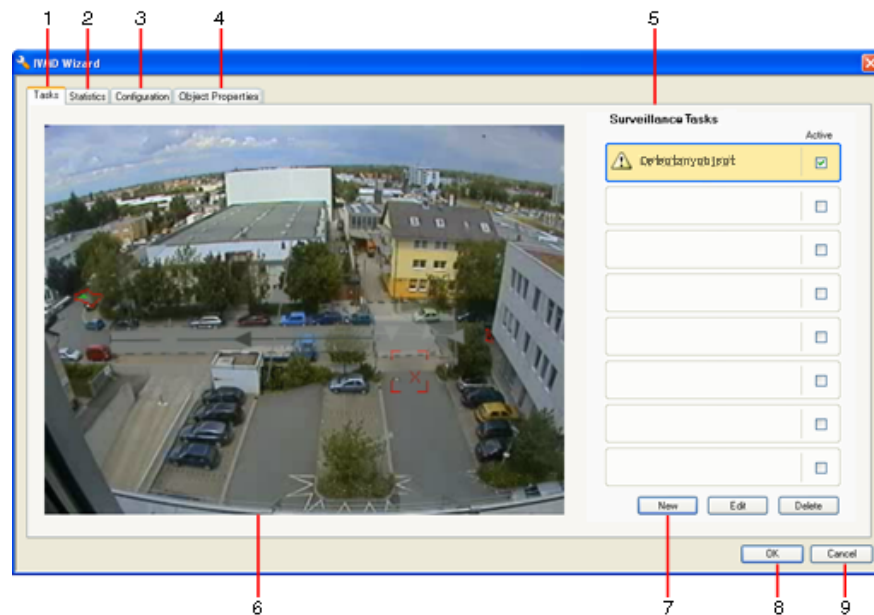 1 2 3 4 5
Wizard
Tasks Statistics Configuration Object Properties
Surveillance Tasks
Active
New Edit Delete
OK Cancel
6 7 8 9